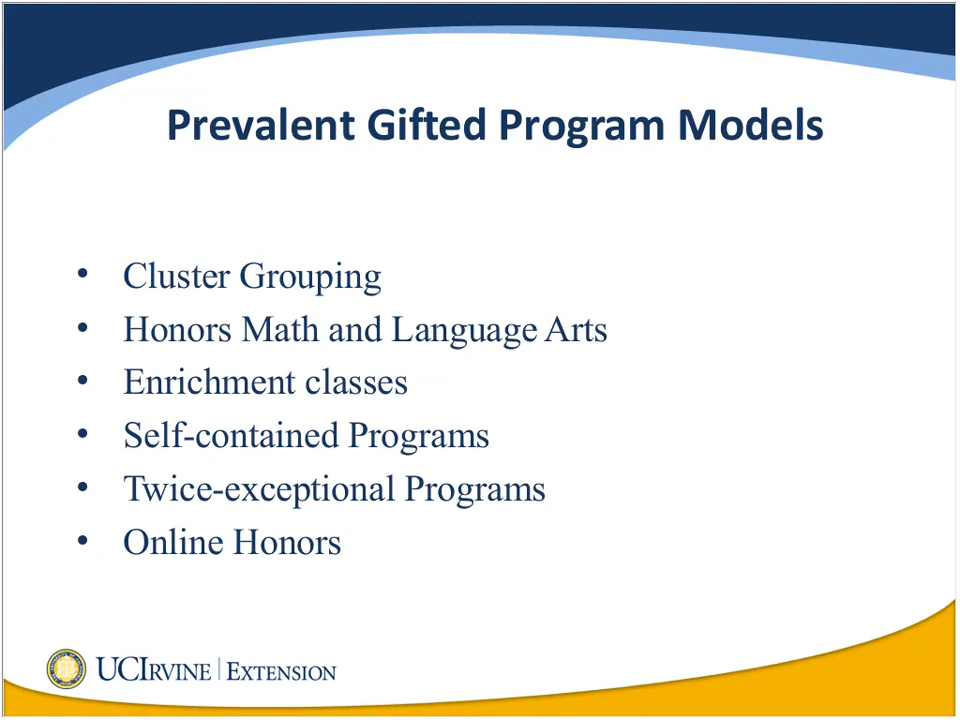 Prevalent Gifted Program Models
• Cluster Grouping
• Honors Math and Language Arts
• Enrichment classes
• Self-contained Programs
• Twice-exceptional Programs
• Online Honors
UCIRVINE | EXTENSION